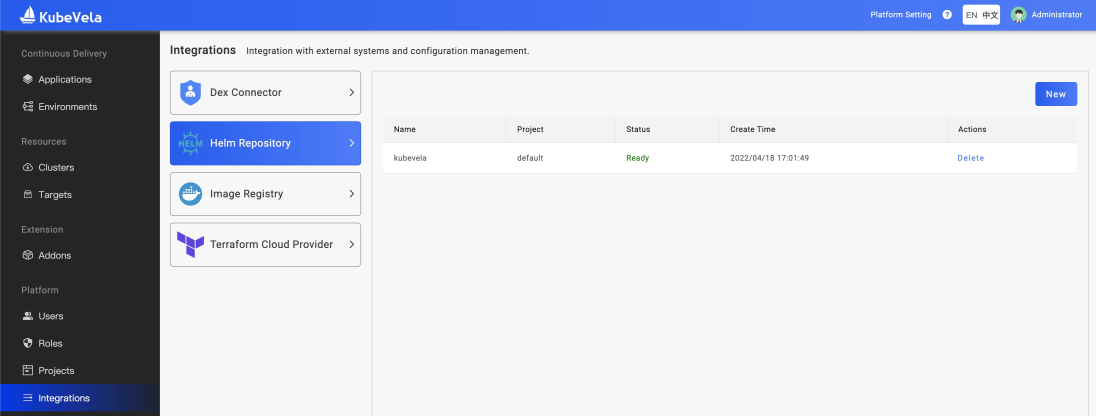 KubeVela
Platform Setting ? EN 中文 Administrator
Continuous Delivery
Applications
Environments
Resources
Clusters
Targets
Extension
Addons
Platform
Users
Roles
Projects
Integrations
Integrations Integration with external systems and configuration management.
Dex Connector
HELM Helm Repository
Image Registry
Terraform Cloud Provider
New
Name Project Status Create Time Actions
kubevela default Ready 2022/04/18 17:01:49 Delete